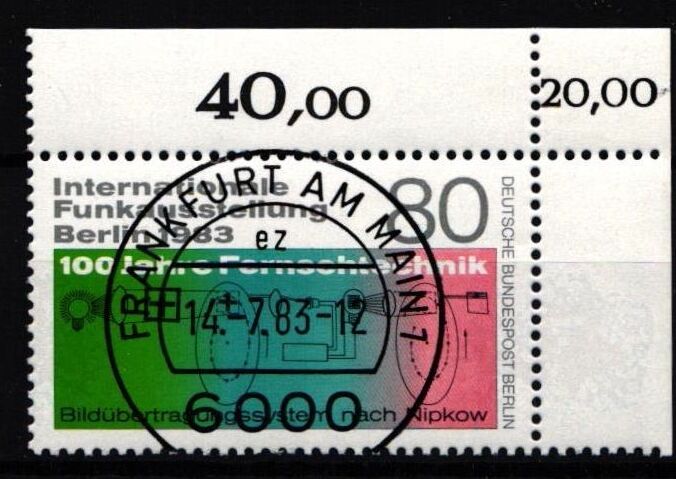 40,00
20,00
Internationale
Funkausstellung
Berlin 1983
80
100 Jahre Fernsehtechnik
DEUTSCHE BUNDESPOST BERLIN
Bildübertragungssystem nach Nipkow
FRANKFURT AM MAIN 1
ez
14.-7.83-12
6000